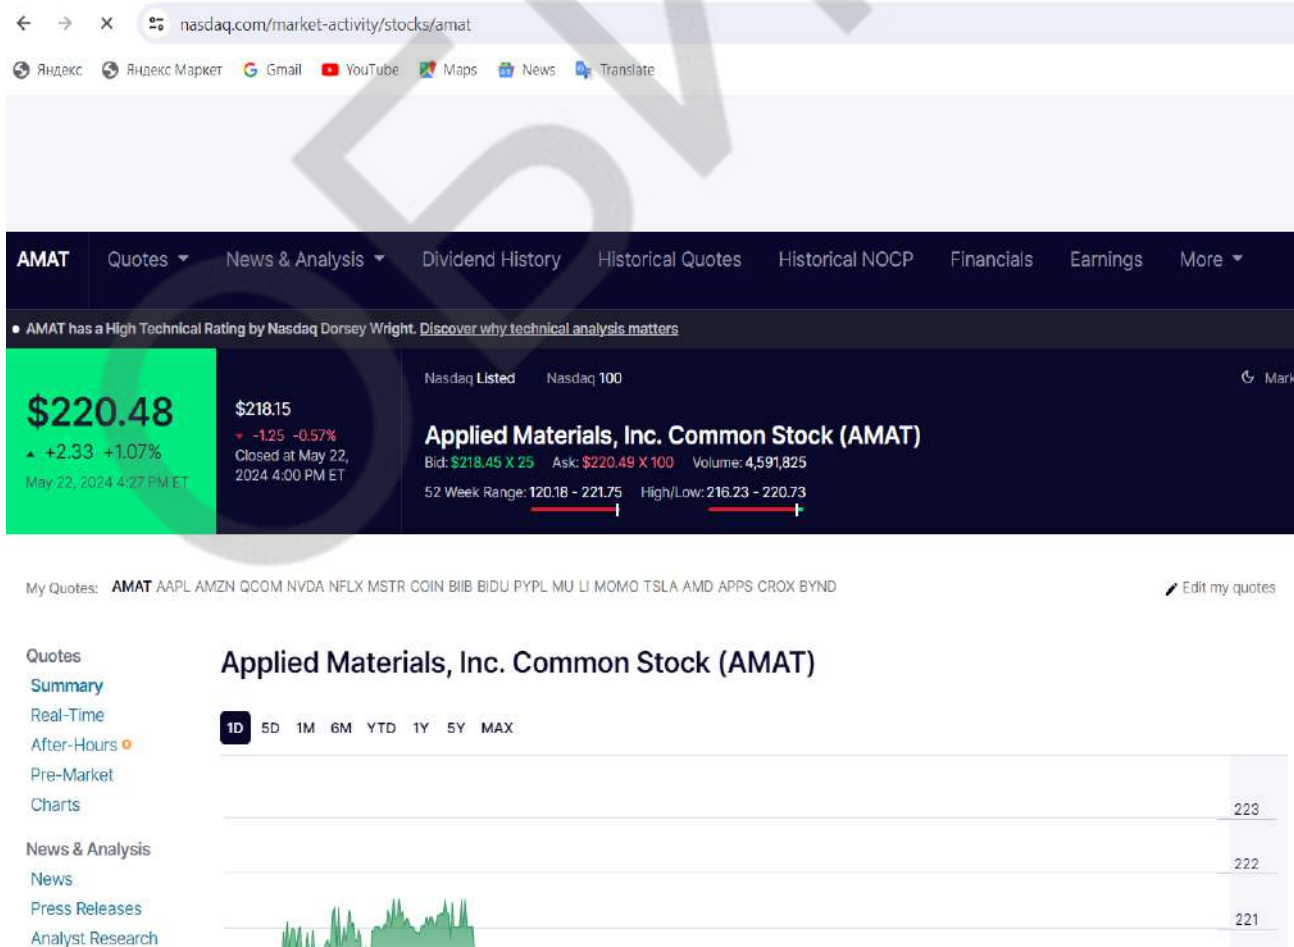 nasdaq.com/market-activity/stocks/amat
Яндекс Яндекс Маркет Gmail YouTube Maps News Translate
AMAT Quotes News & Analysis Dividend History Historical Quotes Historical NOCP Financials Earnings More
AMAT has a High Technical Rating by Nasdaq Dorsey Wright. Discover why technical analysis matters
Nasdaq Listed Nasdaq 100 Mark
$220.48
+2.33 +1.07%
May 22, 2024 4:27 PM ET
$218.15
-1.25 -0.57%
Closed at May 22,
2024 4:00 PM ET
Applied Materials, Inc. Common Stock (AMAT)
Bid: $218.45 X 25 Ask: $220.49 X 100 Volume: 4,591,825
52 Week Range: 120.18 - 221.75 High/Low: 216.23 - 220.73
My Quotes: AMAT AAPL AMZN QCOM NVDA NFLX MSTR COIN BIIB BIDU PYPL MU LI MOMO TSLA AMD APPS CROX BYND Edit my quotes
Quotes
Summary
Real-Time
After-Hours
Pre-Market
Charts
News & Analysis
News
Press Releases
Analyst Research
Applied Materials, Inc. Common Stock (AMAT)
1D 5D 1M 6M YTD 1Y 5Y MAX
223
222
221